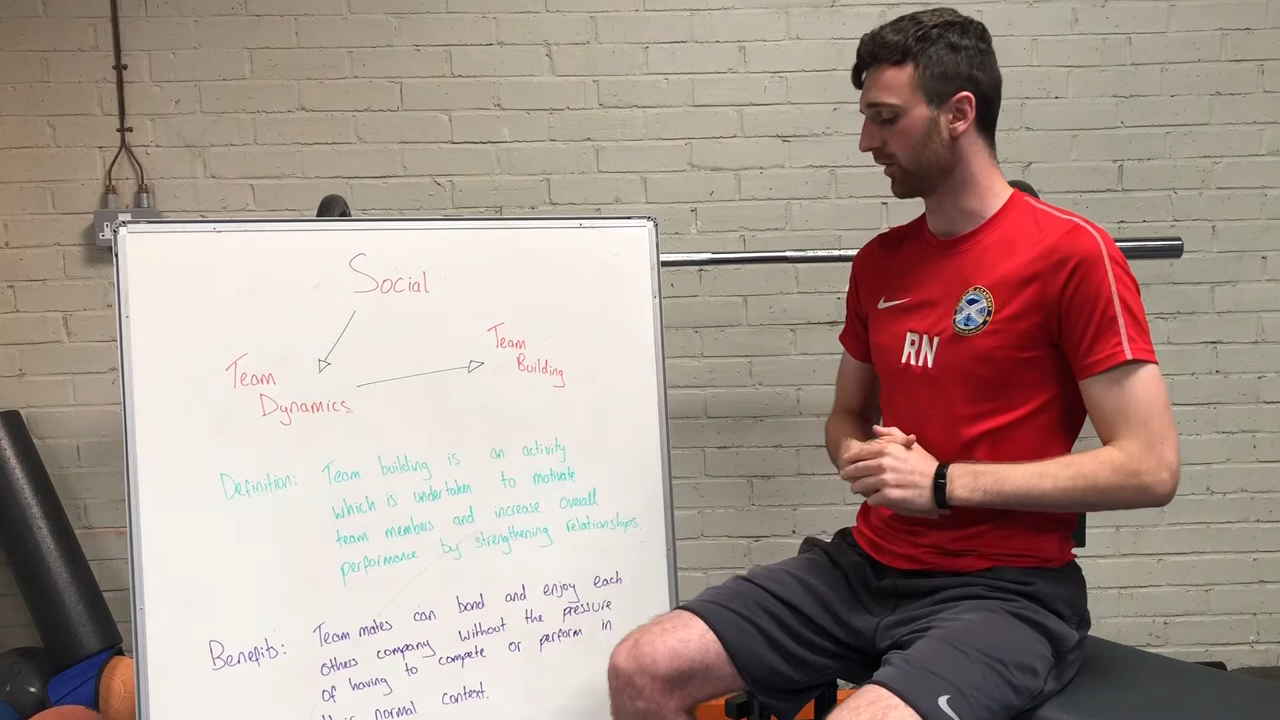 Social
Team
Dynamics
Team
Building
Definition: Team building is an activity
which is undertaken to motivate
team members and increase overall
performance by strengthening relationships.
Benefits: Team mates can bond and enjoy each
others company without the pressure
of having to compete or perform in
their normal context.
RN